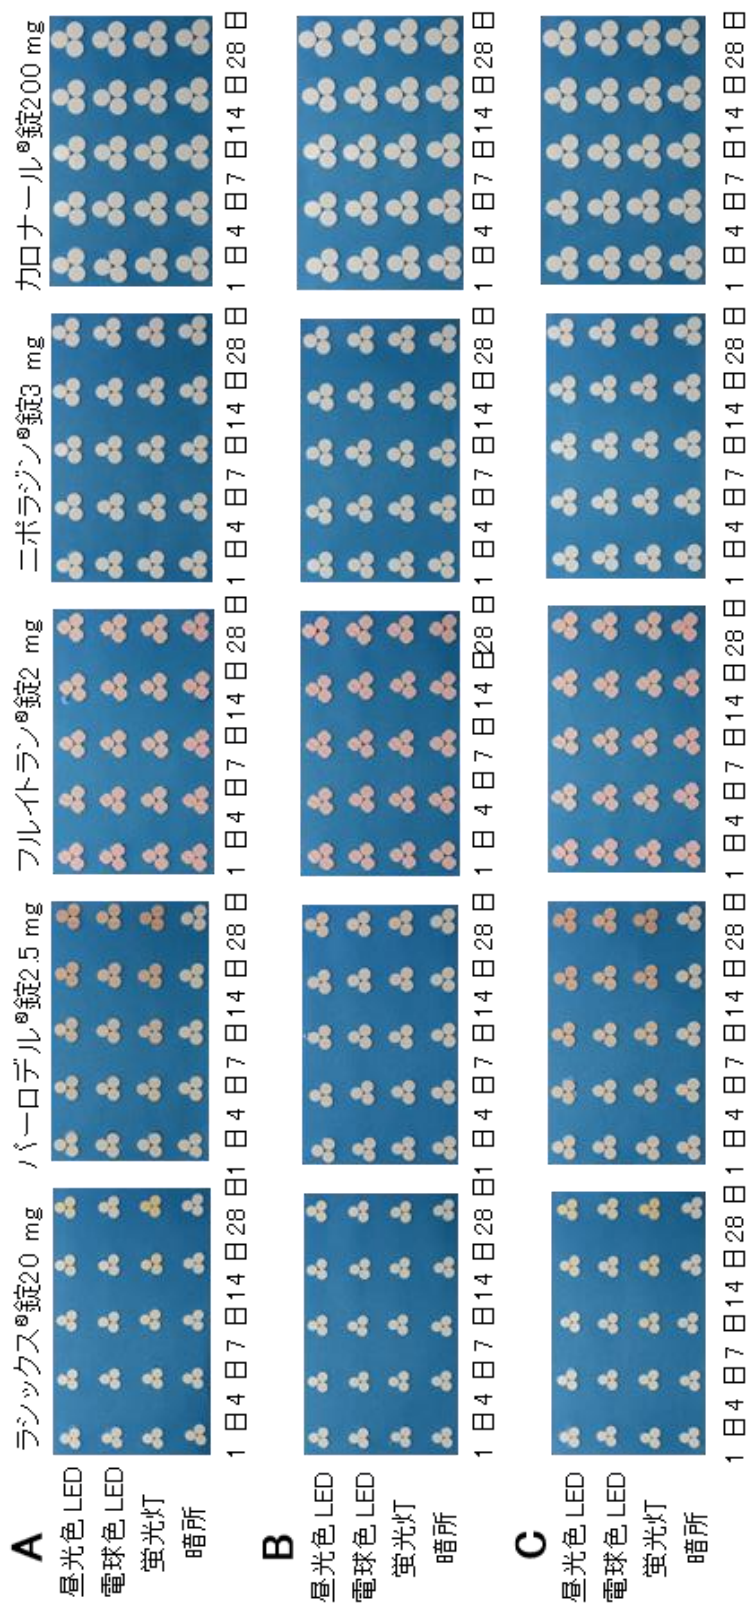 ラシックス®錠20 mg
パーロデル®錠2.5 mg
フルイトラン®錠2 mg
ニポラジン®錠3 mg
カロナール®錠200 mg
A
昼光色 LED
電球色 LED
蛍光灯
暗所
1 日 4 日 7 日 14 日 28 日
1 日 4 日 7 日 14 日 28 日
1 日 4 日 7 日 14 日 28 日
1 日 4 日 7 日 14 日 28 日
1 日 4 日 7 日 14 日 28 日
B
昼光色 LED
電球色 LED
蛍光灯
暗所
1 日 4 日 7 日 14 日 28 日
1 日 4 日 7 日 14 日 28 日
1 日 4 日 7 日 14 日28 日
1 日 4 日 7 日 14 日 28 日
1 日 4 日 7 日 14 日 28 日
C
昼光色 LED
電球色 LED
蛍光灯
暗所
1 日 4 日 7 日 14 日 28 日
1 日 4 日 7 日 14 日 28 日
1 日 4 日 7 日 14 日 28 日
1 日 4 日 7 日 14 日 28 日
1 日 4 日 7 日 14 日 28 日